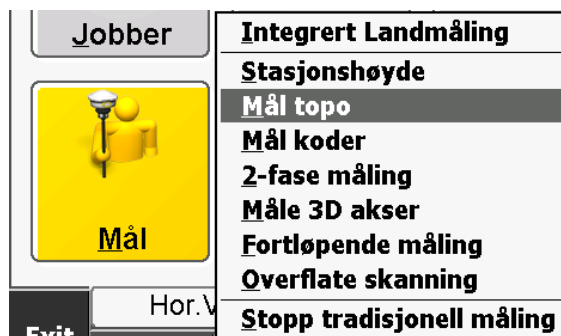 Jobber
Integrert Landmåling
Stasjonshøyde
Mål topo
Mål koder
2-fase måling
Måle 3D akser
Fortløpende måling
Overflate skanning
Stopp tradisjonell måling
Mål
Hor.V
Exit